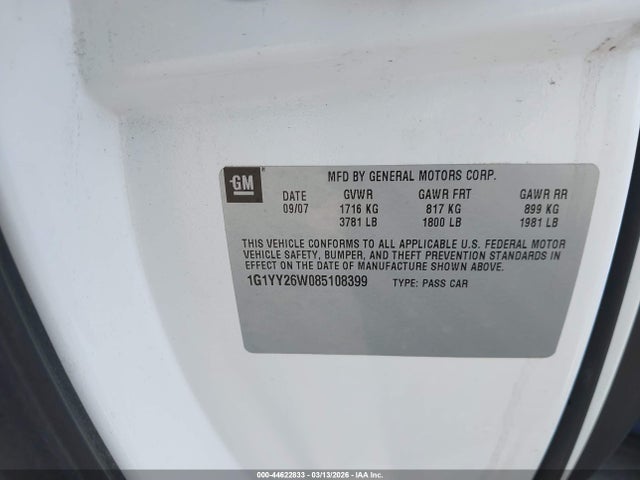 GM
MFD BY GENERAL MOTORS CORP.
DATE GVWR GAWR FRT GAWR RR
09/07 1716 KG 817 KG 899 KG
3781 LB 1800 LB 1981 LB
THIS VEHICLE CONFORMS TO ALL APPLICABLE U.S. FEDERAL MOTOR
VEHICLE SAFETY, BUMPER, AND THEFT PREVENTION STANDARDS IN
EFFECT ON THE DATE OF MANUFACTURE SHOWN ABOVE.
1G1YY26W085108399 TYPE: PASS CAR
000-44622833 - 03/13/2026 - IAA Inc.